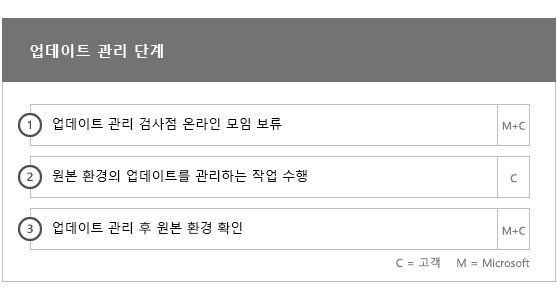 업데이트 관리 단계
1 업데이트 관리 검사점 온라인 모임 보류 M+C
2 원본 환경의 업데이트를 관리하는 작업 수행 C
3 업데이트 관리 후 원본 환경 확인 M+C
C = 고객 M = Microsoft